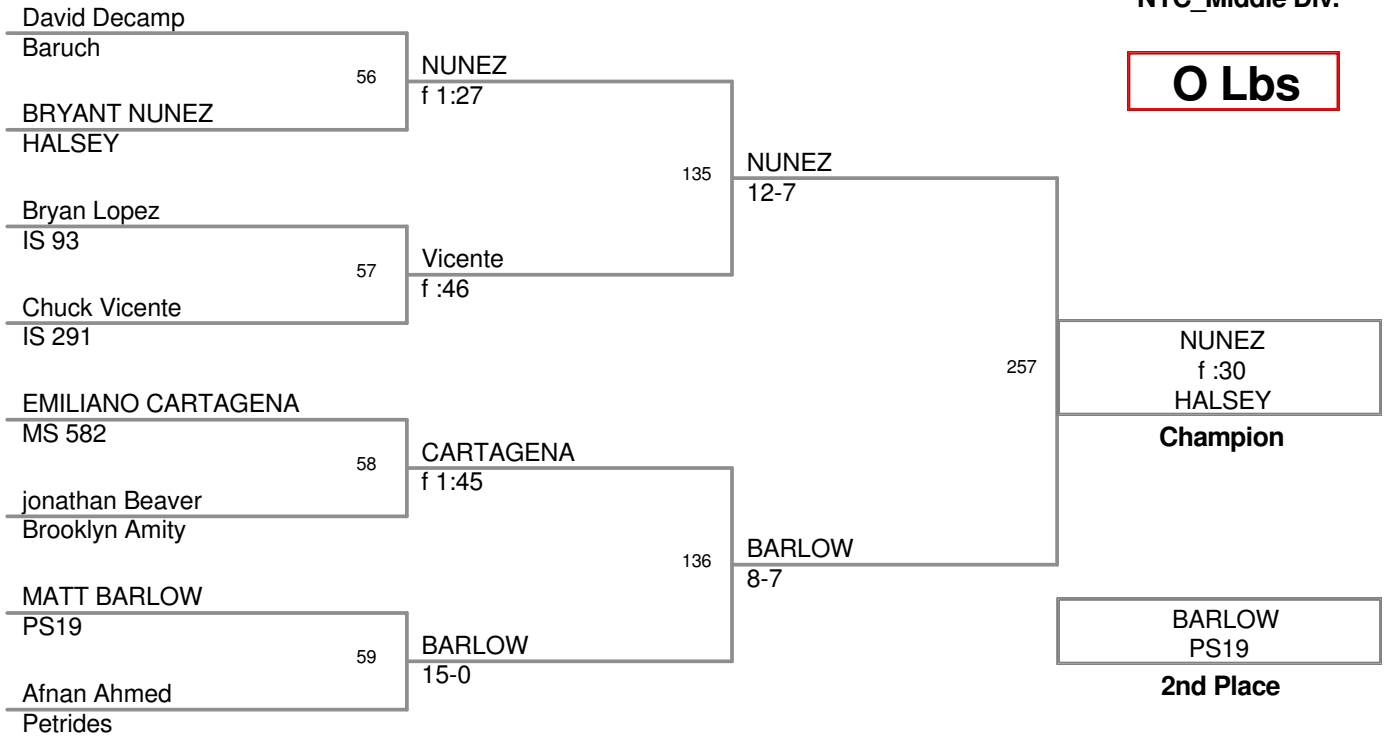 NYC_Middle Div.
O Lbs
David Decamp
Baruch
56
BRYANT NUNEZ
HALSEY
NUNEZ
f 1:27
Bryan Lopez
IS 93
57
Chuck Vicente
IS 291
Vicente
f :46
135
NUNEZ
12-7
EMILIANO CARTAGENA
MS 582
58
jonathan Beaver
Brooklyn Amity
CARTAGENA
f 1:45
MATT BARLOW
PS19
59
Afnan Ahmed
Petrides
BARLOW
15-0
136
BARLOW
8-7
257
NUNEZ
f :30
HALSEY
Champion
BARLOW
PS19
2nd Place